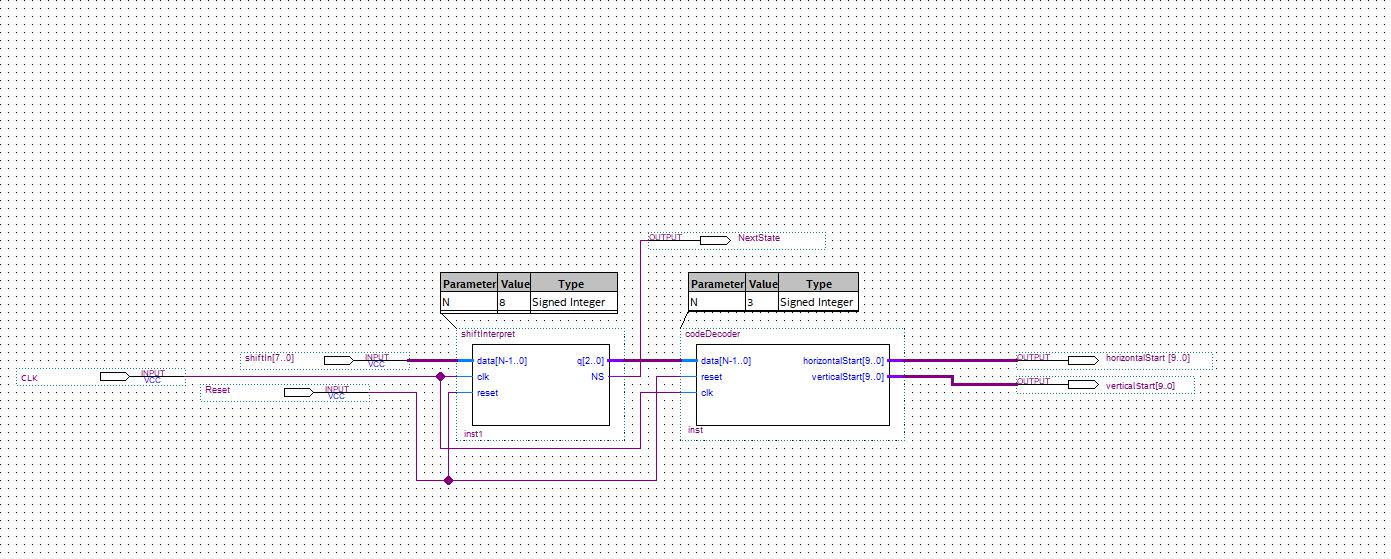 OUTPUT NextState
Parameter Value Type
N 8 Signed Integer
Parameter Value Type
N 3 Signed Integer
shiftInterpret
codeDecoder
shiftIn[7..0] INPUT VCC
data[N-1..0] q[2..0]
data[N-1..0] horizontalStart[9..0]
OUTPUT horizontalStart [9..0]
CLK INPUT VCC
clk NS
reset verticalStart[9..0]
OUTPUT verticalStart[9..0]
Reset INPUT VCC
reset
clk
inst1
inst